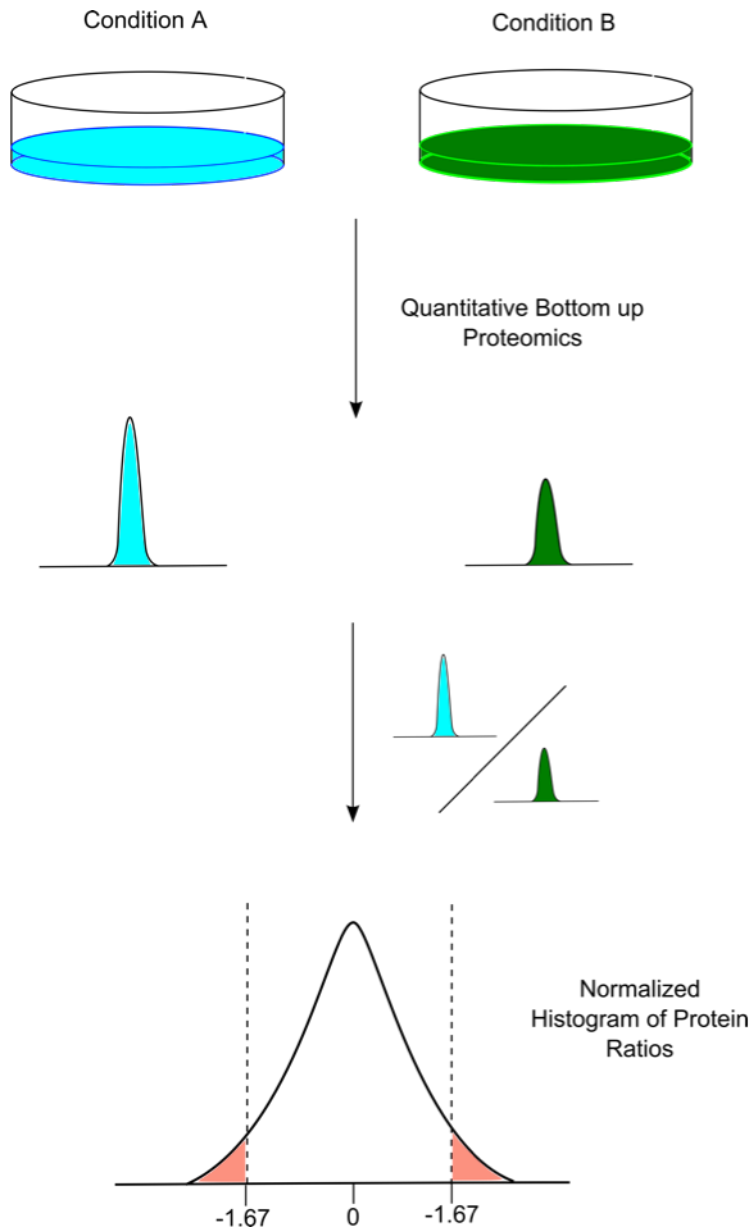 Condition A
Condition B
Quantitative Bottom up
Proteomics
Normalized
Histogram of Protein
Ratios
-1.67
0
-1.67